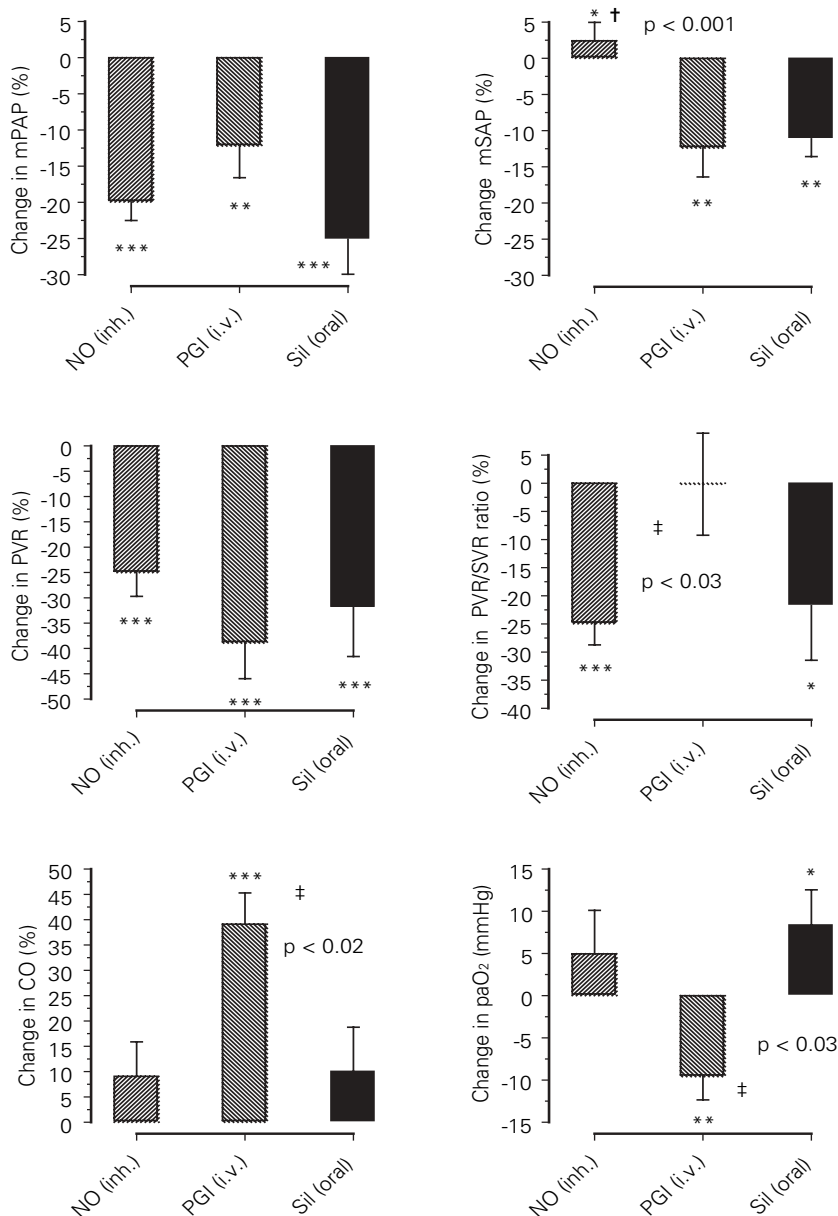 Change in mPAP (%)
5
0
-5
-10
-15
-20
-25
-30
***
**
***
NO (inh.)
PGI (i.v.)
Sil (oral)
Change mSAP (%)
5
0
-5
-10
-15
-20
-25
-30
* †
p < 0.001
**
**
NO (inh.)
PGI (i.v.)
Sil (oral)
Change in PVR (%)
0
-5
-10
-15
-20
-25
-30
-35
-40
-45
-50
***
***
***
NO (inh.)
PGI (i.v.)
Sil (oral)
Change in PVR/SVR ratio (%)
5
0
-5
-10
-15
-20
-25
-30
-35
-40
‡
p < 0.03
***
*
NO (inh.)
PGI (i.v.)
Sil (oral)
Change in CO (%)
50
45
40
35
30
25
20
15
10
5
0
***
‡
p < 0.02
NO (inh.)
PGI (i.v.)
Sil (oral)
Change in paO₂ (mmHg)
15
10
5
0
-5
-10
-15
*
p < 0.03
‡
**
NO (inh.)
PGI (i.v.)
Sil (oral)